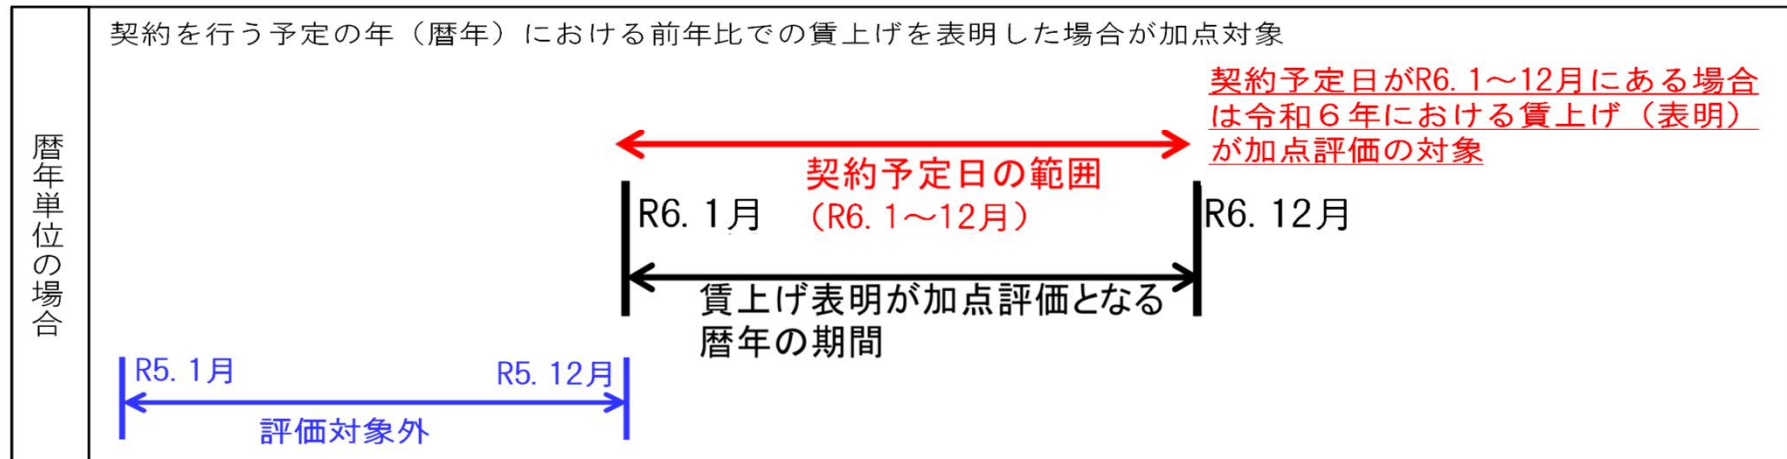 暦年単位の場合
契約を行う予定の年（暦年）における前年比での賃上げを表明した場合が加点対象
契約予定日がR6.1～12月にある場合
は令和６年における賃上げ（表明）
が加点評価の対象
契約予定日の範囲
（R6.1～12月）
R6.1月
R6.12月
賃上げ表明が加点評価となる
暦年の期間
R5.1月
R5.12月
評価対象外